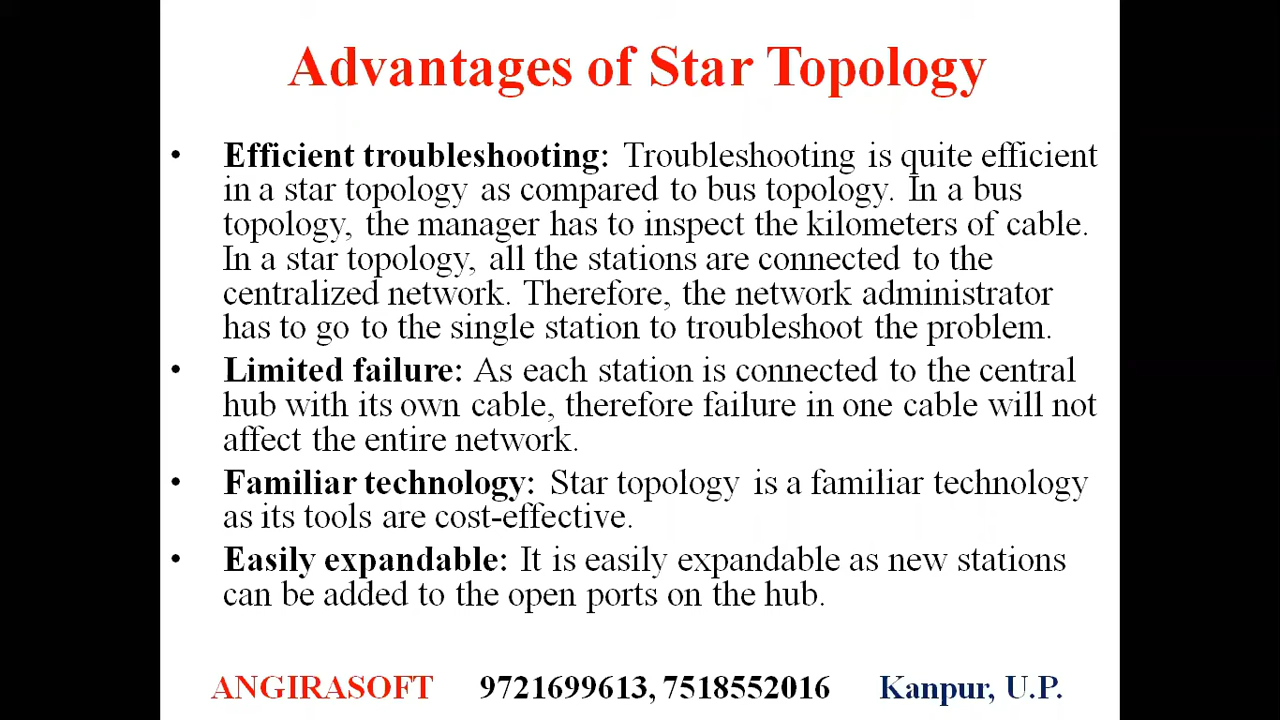 Advantages of Star Topology
• Efficient troubleshooting: Troubleshooting is quite efficient
in a star topology as compared to bus topology. In a bus
topology, the manager has to inspect the kilometers of cable.
In a star topology, all the stations are connected to the
centralized network. Therefore, the network administrator
has to go to the single station to troubleshoot the problem.
• Limited failure: As each station is connected to the central
hub with its own cable, therefore failure in one cable will not
affect the entire network.
• Familiar technology: Star topology is a familiar technology
as its tools are cost-effective.
• Easily expandable: It is easily expandable as new stations
can be added to the open ports on the hub.
ANGIRASOFT 9721699613, 7518552016 Kanpur, U.P.